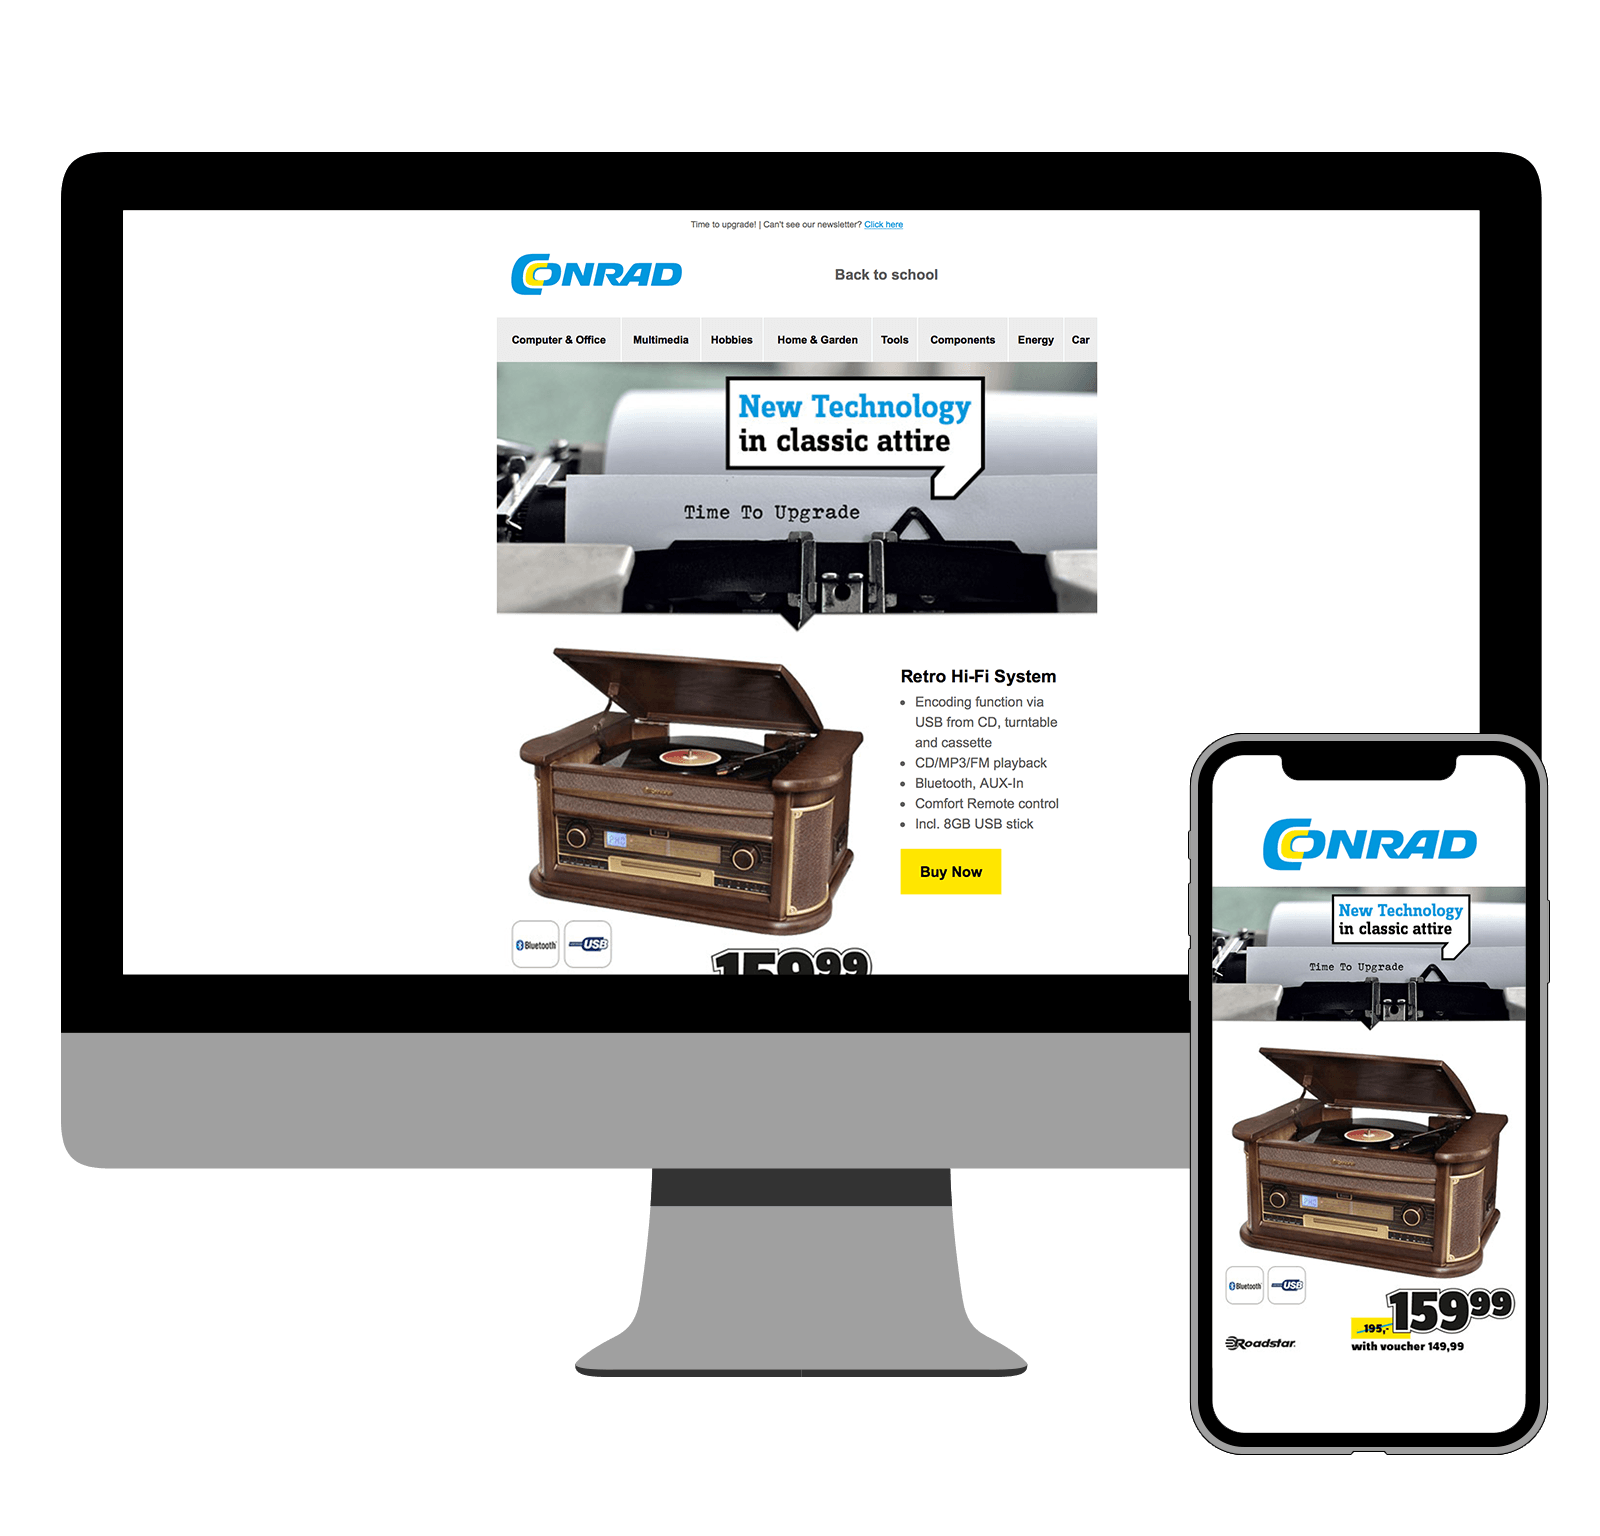 Time to upgrade! | Can't see our newsletter? Click here
CONRAD
Back to school
Computer & Office Multimedia Hobbies Home & Garden Tools Components Energy Car
New Technology
in classic attire
Time To Upgrade
Retro Hi-Fi System
• Encoding function via
USB from CD, turntable
and cassette
• CD/MP3/FM playback
• Bluetooth, AUX-In
• Comfort Remote control
• Incl. 8GB USB stick
Buy Now
Bluetooth USB
15999
CONRAD
New Technology
in classic attire
Time To Upgrade
Bluetooth USB
15999
195,-
Roadstar
with voucher 149,99